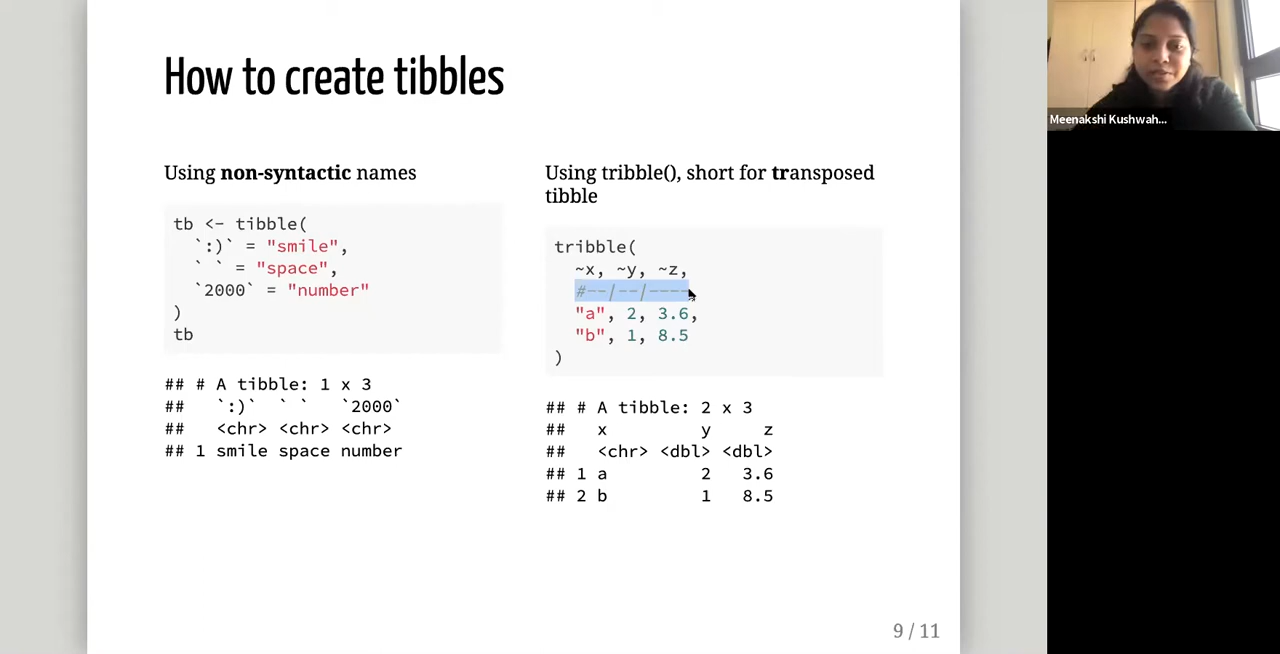 How to create tibbles
Using non-syntactic names
tb <- tibble(
  `:)` = "smile",
  ` ` = "space",
  `2000` = "number"
)
tb
## # A tibble: 1 x 3
##   `:)`  ` `   `2000`
##   <chr> <chr> <chr>
## 1 smile space number
Using tribble(), short for transposed
tibble
tribble(
  ~x, ~y, ~z,
  #--/--/----
  "a", 2, 3.6,
  "b", 1, 8.5
)
## # A tibble: 2 x 3
##   x         y     z
##   <chr> <dbl> <dbl>
## 1 a         2   3.6
## 2 b         1   8.5
9 / 11
Meenakshi Kushwah...